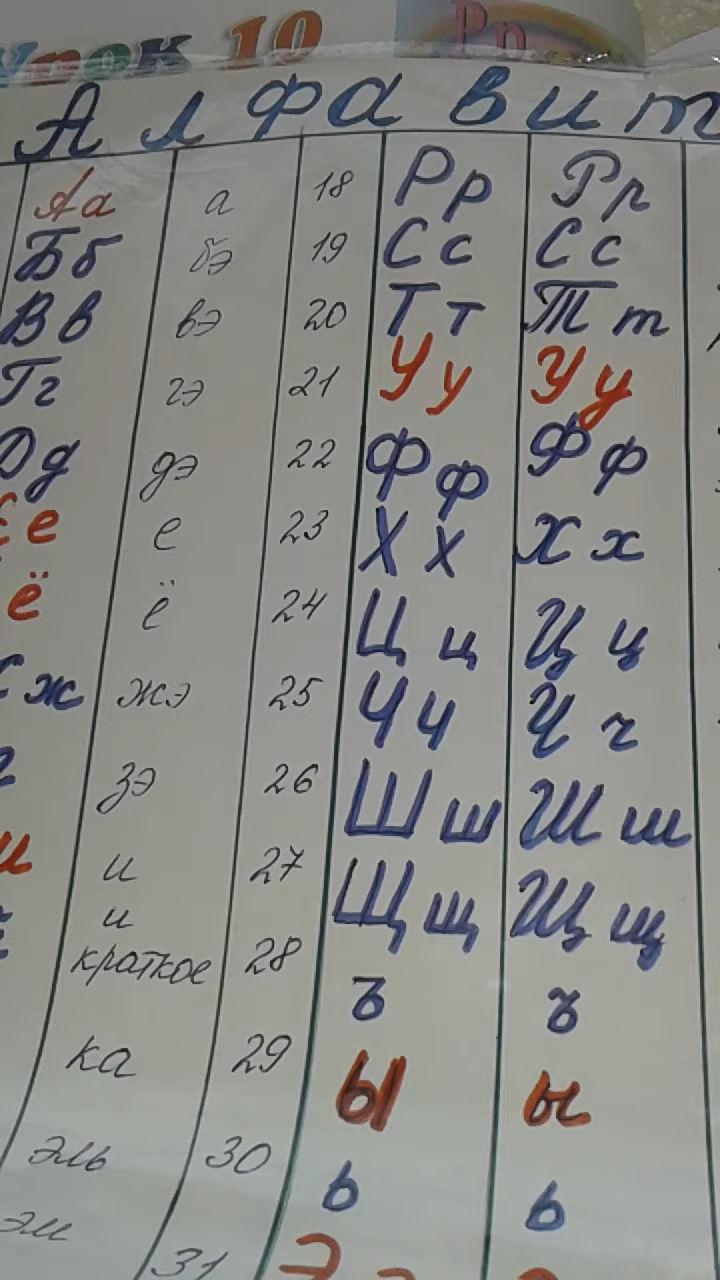 Урок 10 Рр
Алфавит
Аа а 18 Рр Рр
Бб бэ 19 Сс Сс
Вв вэ 20 Тт Тт
Гг гэ 21 Уу Уу
Дд дэ 22 Фф Фф
Ее е 23 Хх Хх
ё ё 24 Цц Цц
ж жэ 25 Чч Чч
зэ 26 Шш Шш
и и 27 Щщ Щщ
и
краткое 28 ъ ъ
ка 29 ы ы
эль 30 ь ь
эм 31 Э